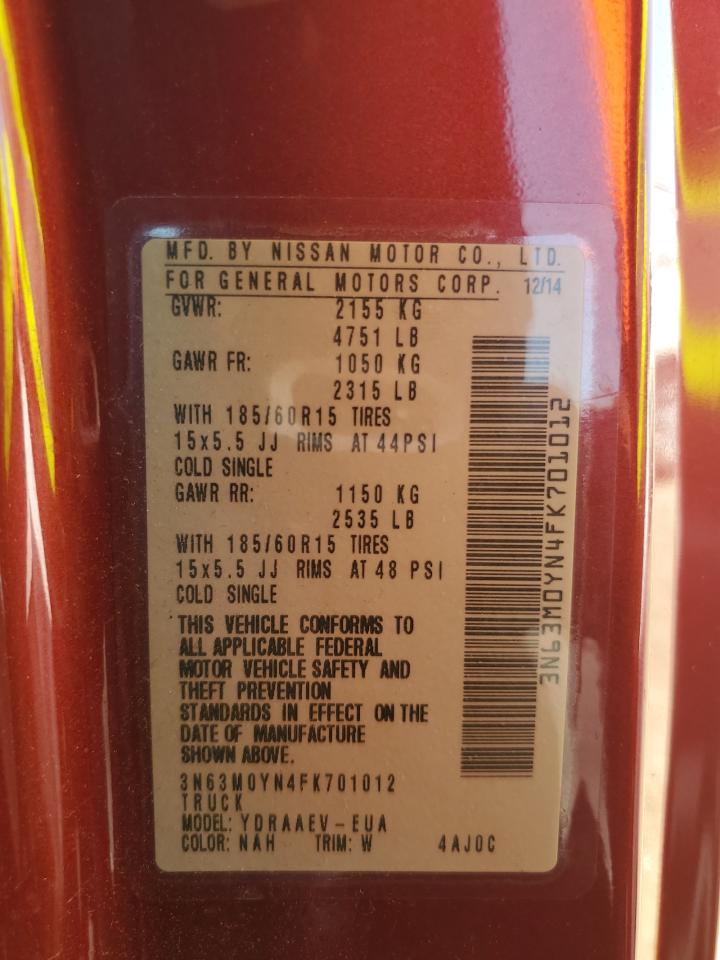 MFD. BY NISSAN MOTOR CO., LTD.
FOR GENERAL MOTORS CORP. 12/14
GVWR: 2155 KG
4751 LB
GAWR FR: 1050 KG
2315 LB
WITH 185/60R15 TIRES
15x5.5 JJ RIMS AT 44PSI
COLD SINGLE
GAWR RR: 1150 KG
2535 LB
WITH 185/60R15 TIRES
15x5.5 JJ RIMS AT 48 PSI
COLD SINGLE
THIS VEHICLE CONFORMS TO
ALL APPLICABLE FEDERAL
MOTOR VEHICLE SAFETY AND
THEFT PREVENTION
STANDARDS IN EFFECT ON THE
DATE OF MANUFACTURE
SHOWN ABOVE.
3N63M0YN4FK701012
TRUCK
MODEL: YDRAAEV-EUA
COLOR: NAH TRIM: W 4AJ0C
3N63M0YN4FK701012